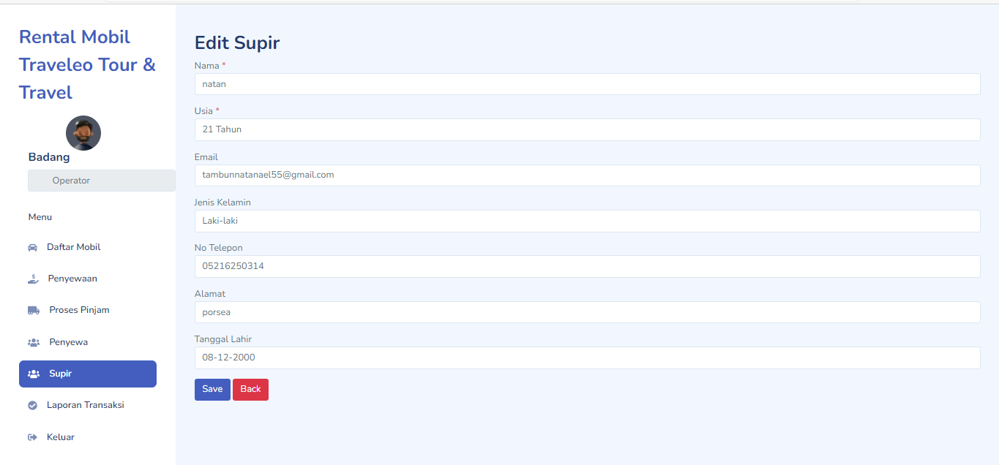 Rental Mobil
Traveleo Tour &
Travel
Badang
Operator
Menu
Daftar Mobil
Penyewaan
Proses Pinjam
Penyewa
Supir
Laporan Transaksi
Keluar
Edit Supir
Nama *
natan
Usia *
21 Tahun
Email
tambunnatanael55@gmail.com
Jenis Kelamin
Laki-laki
No Telepon
05216250314
Alamat
porsea
Tanggal Lahir
08-12-2000
Save Back